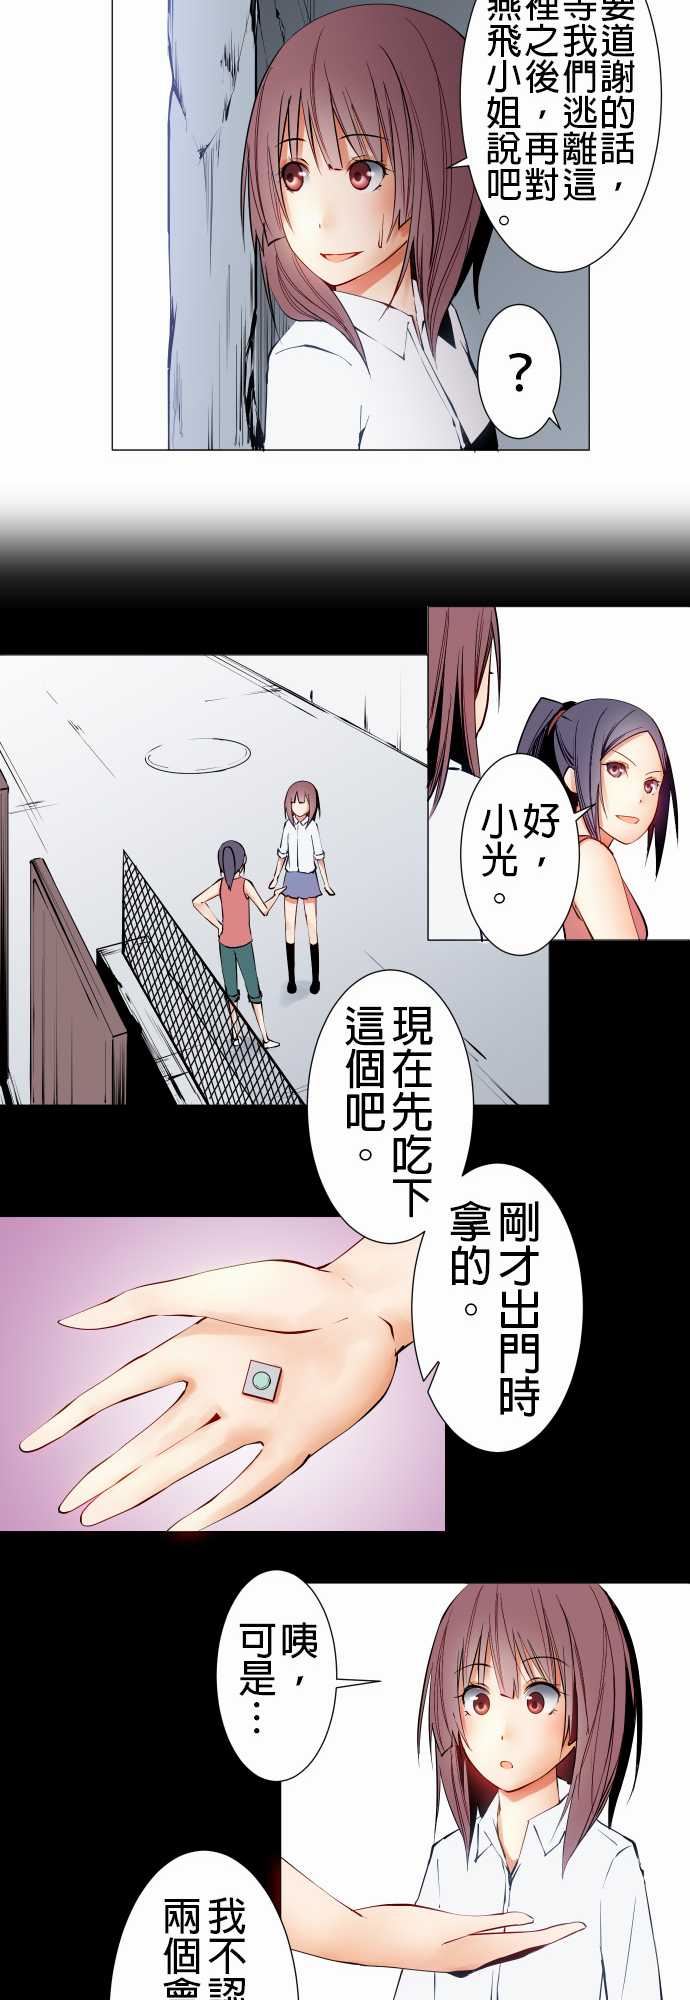 要道謝的話，
等我們逃離這
裡之後，再對
燕飛小姐說吧。
？
好，
小光。
現在先吃下
這個吧。
剛才出門時
拿的。
咦，
可是…
我不認
兩個會